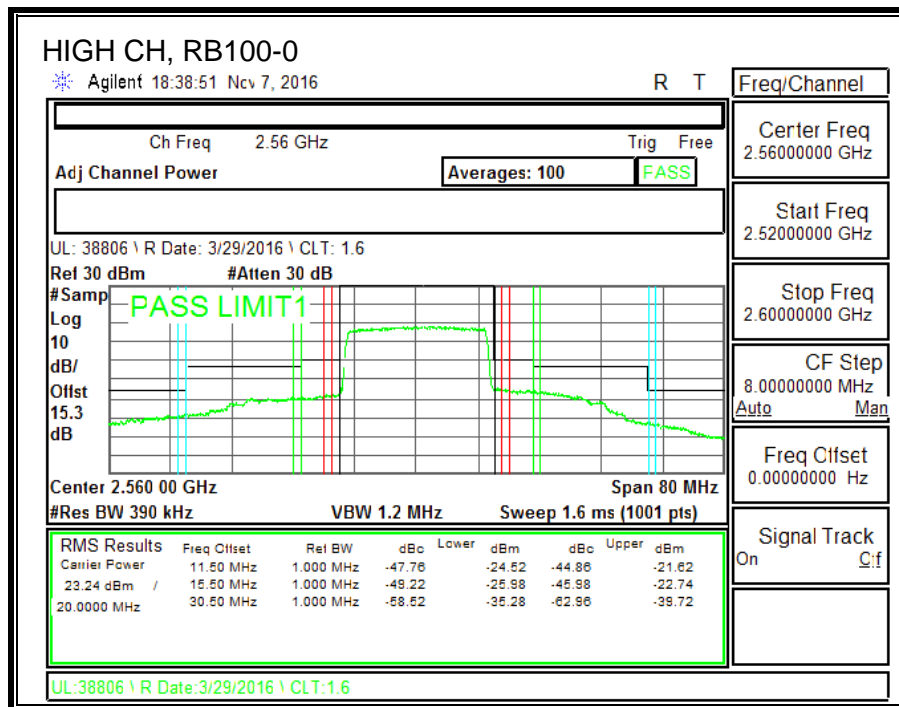 HIGH CH, RB100-0
Agilent 18:38:51 Nov 7, 2016 R T
Freq/Channel
Ch Freq 2.56 GHz Trig Free
Adj Channel Power Averages: 100 PASS
UL: 38806 \ R Date: 3/29/2016 \ CLT: 1.6
Ref 30 dBm #Atten 30 dB
#Samp
Log
10
dB/
Offst
15.3
dB
PASS LIMIT1
Center 2.560 00 GHz Span 80 MHz
#Res BW 390 kHz VBW 1.2 MHz Sweep 1.6 ms (1001 pts)
RMS Results Freq Offset Ref BW dBc Lower dBm dBc Upper dBm
Carrier Power 11.50 MHz 1.000 MHz -47.76 -24.52 -44.86 -21.62
23.24 dBm / 15.50 MHz 1.000 MHz -49.22 -25.98 -45.98 -22.74
20.0000 MHz 30.50 MHz 1.000 MHz -58.52 -35.28 -62.96 -39.72
UL:38806 \ R Date:3/29/2016 \ CLT:1.6
Center Freq
2.56000000 GHz
Start Freq
2.52000000 GHz
Stop Freq
2.60000000 GHz
CF Step
8.00000000 MHz
Auto Man
Freq Offset
0.00000000 Hz
Signal Track
On Off